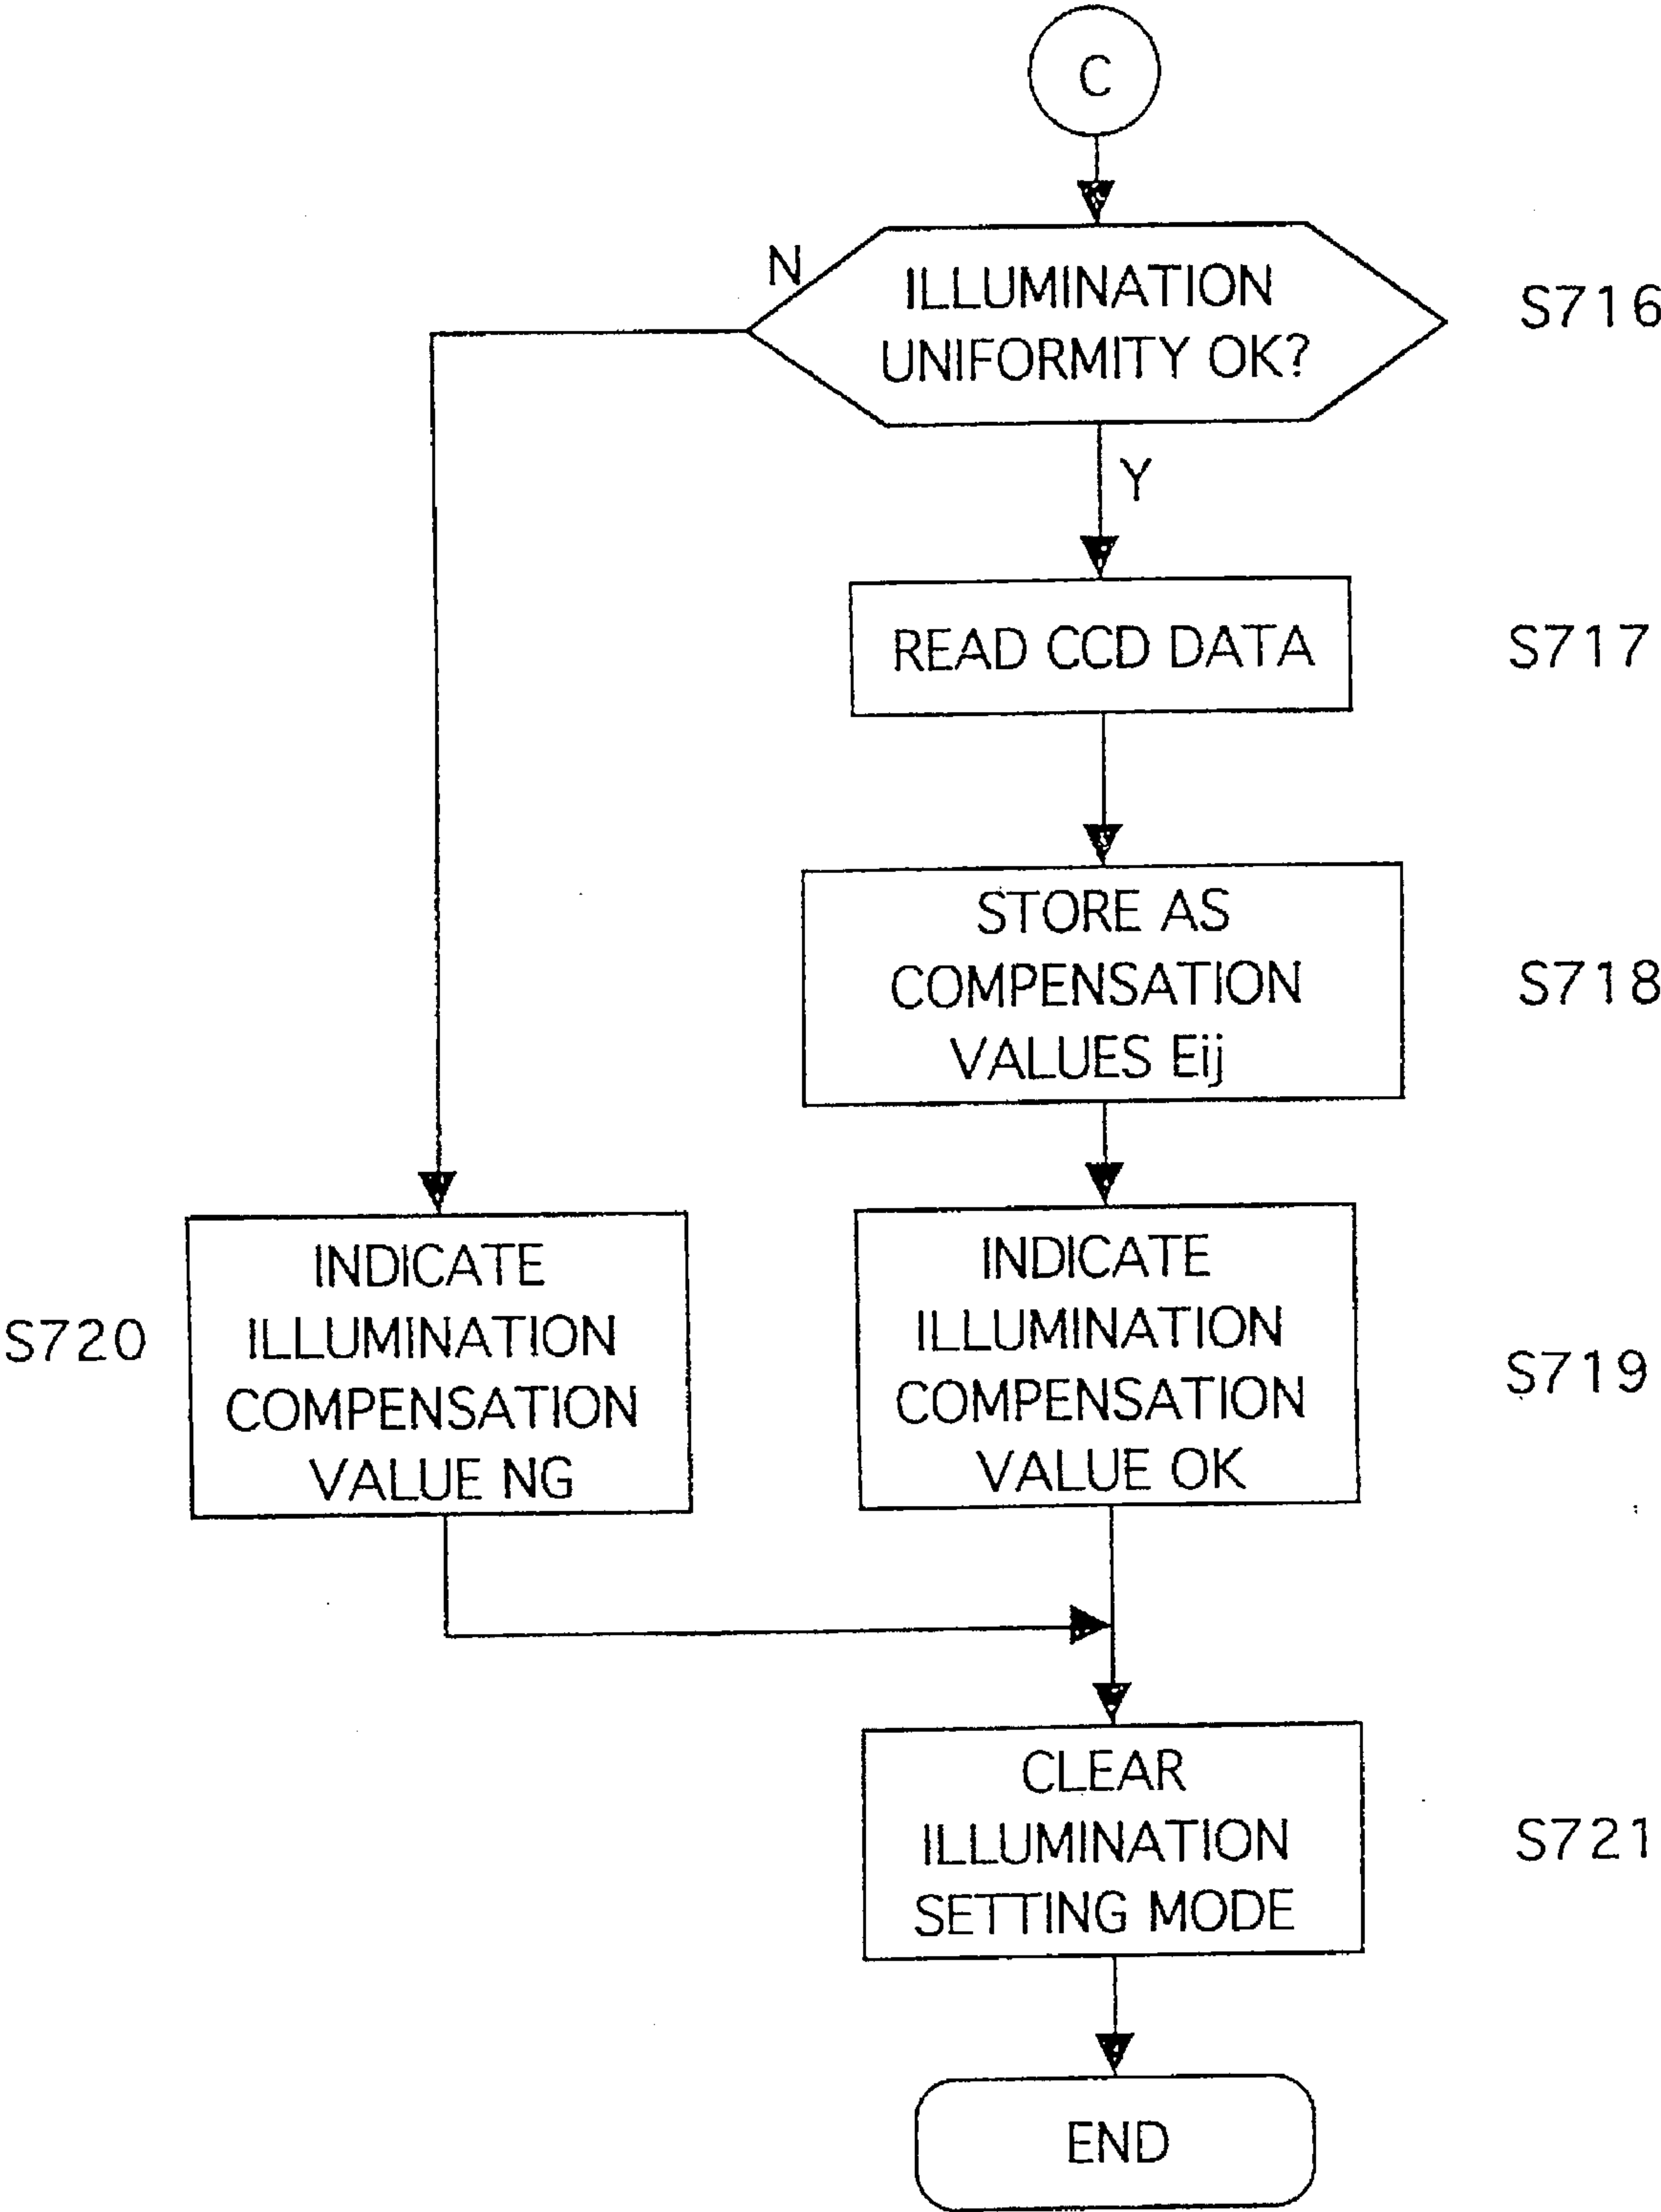 C
N
ILLUMINATION
UNIFORMITY OK?
S716
Y
READ CCD DATA
S717
STORE AS
COMPENSATION
VALUES Eij
S718
S720
INDICATE
ILLUMINATION
COMPENSATION
VALUE NG
INDICATE
ILLUMINATION
COMPENSATION
VALUE OK
S719
CLEAR
ILLUMINATION
SETTING MODE
S721
END